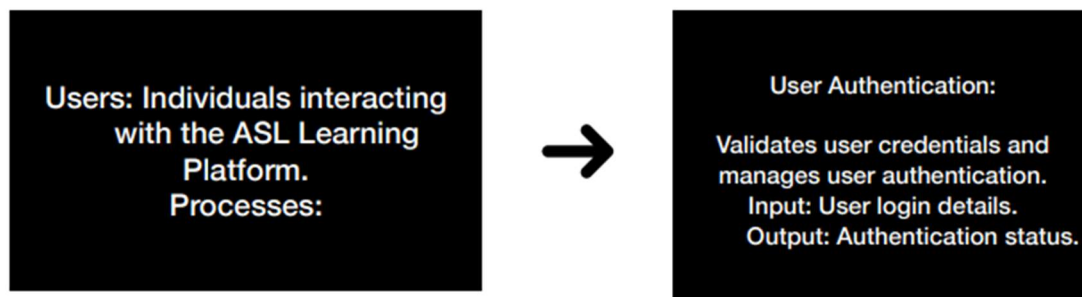 Users: Individuals interacting
with the ASL Learning
Platform.
Processes:
User Authentication:
Validates user credentials and
manages user authentication.
Input: User login details.
Output: Authentication status.